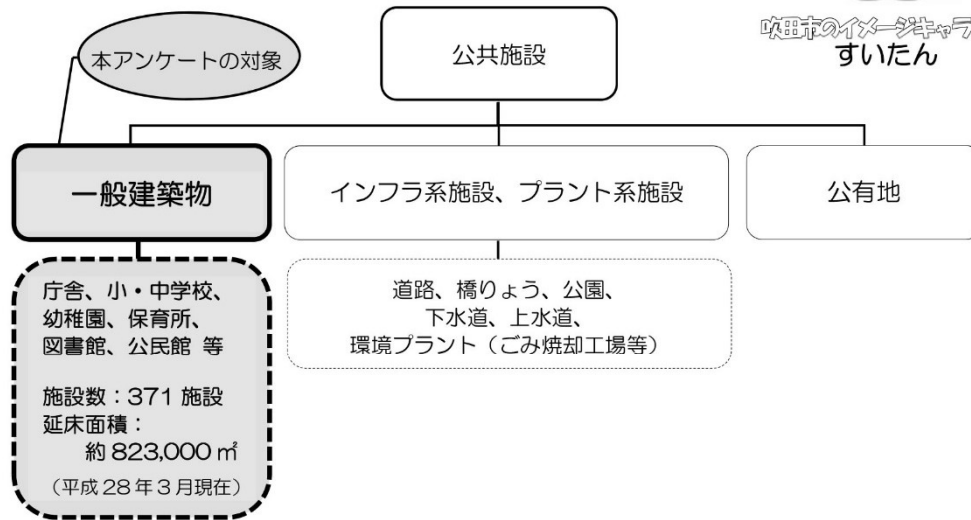 吹田市のイメージキャラ
すいたん
本アンケートの対象
公共施設
一般建築物
インフラ系施設、プラント系施設
公有地
庁舎、小・中学校、
幼稚園、保育所、
図書館、公民館 等
施設数：371 施設
延床面積：
約 823,000 ㎡
（平成 28 年 3 月現在）
道路、橋りょう、公園、
下水道、上水道、
環境プラント（ごみ焼却工場等）